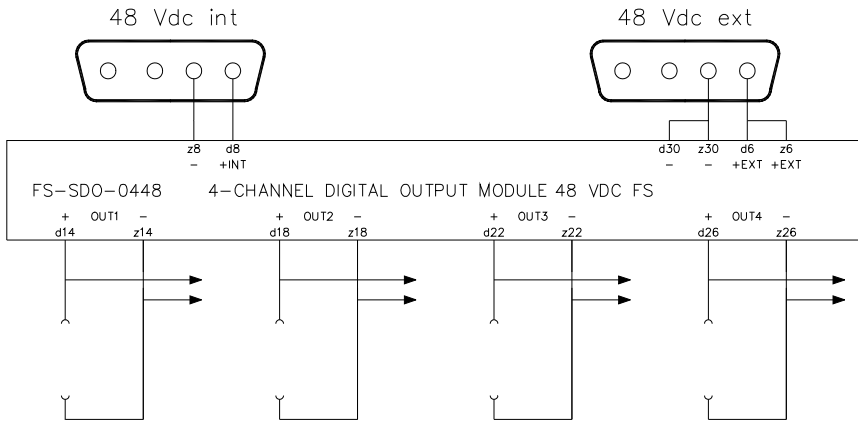 48 Vdc int 48 Vdc ext
z8 d8 d30 z30 d6 z6
– +INT – – +EXT +EXT
FS–SDO–0448 4–CHANNEL DIGITAL OUTPUT MODULE 48 VDC FS
+ OUT1 – + OUT2 – + OUT3 – + OUT4 –
d14 z14 d18 z18 d22 z22 d26 z26